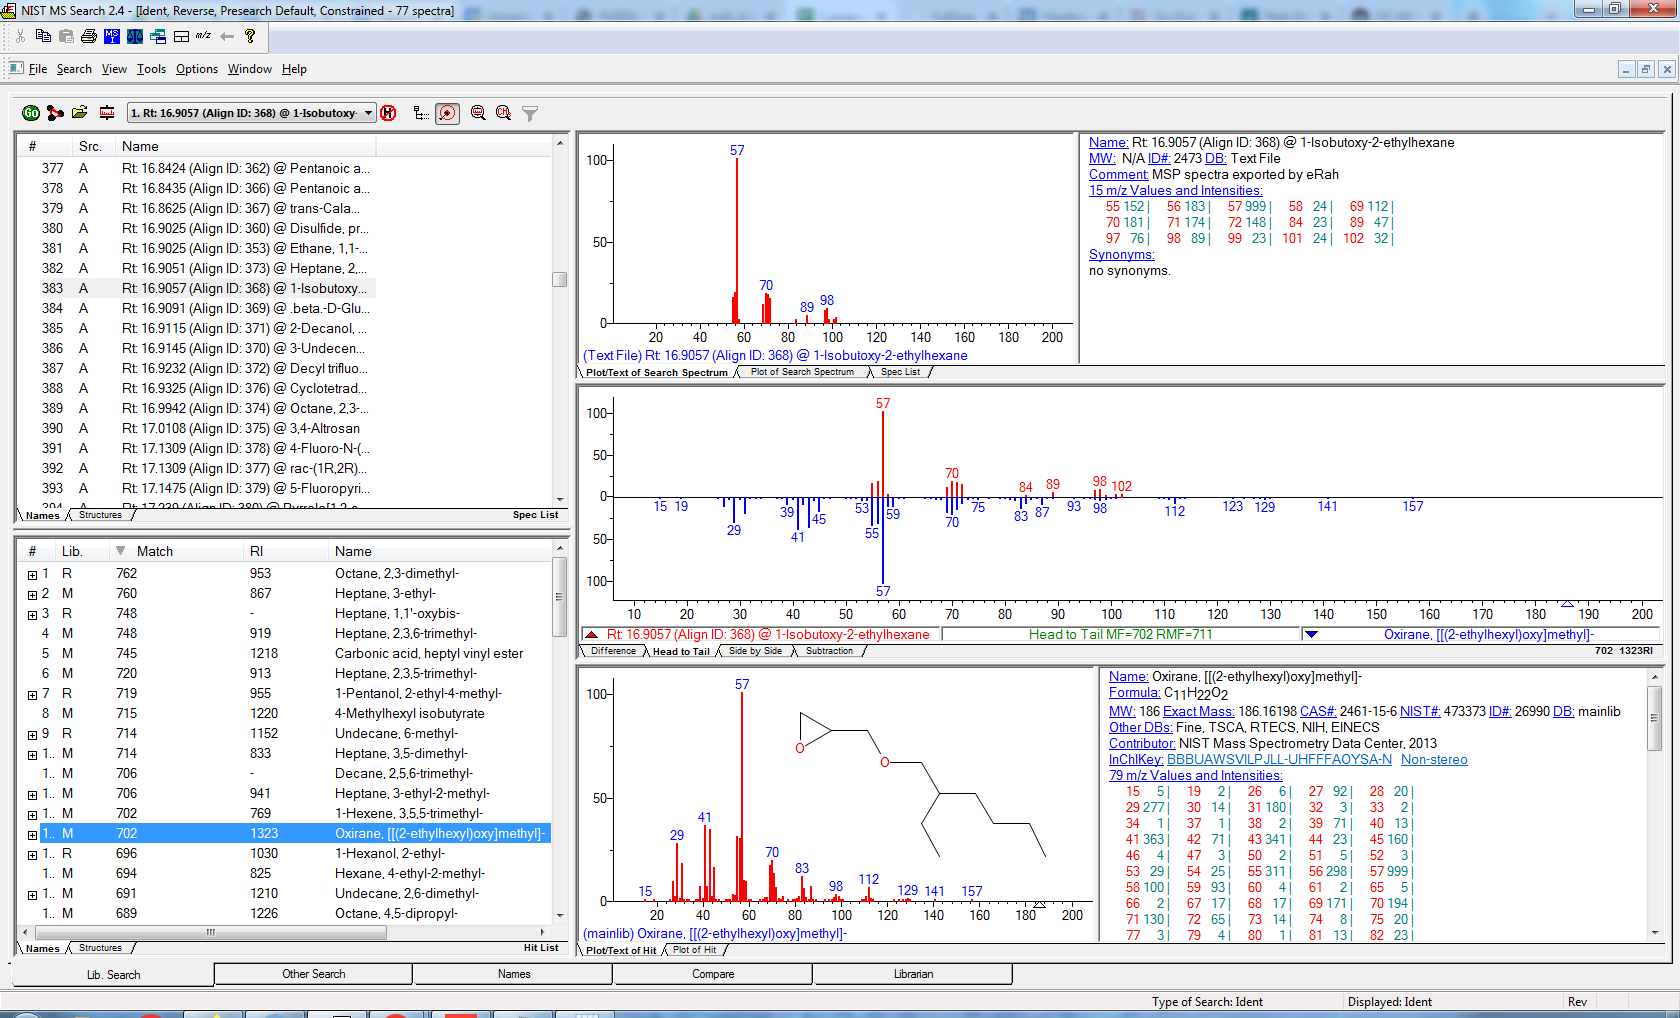 NIST MS Search 2.4 - [Ident, Reverse, Presearch Default, Constrained - 77 spectra]
File Search View Tools Options Window Help
1. Rt: 16.9057 (Align ID: 368) @ 1-Isobutoxy-
# Src. Name
377 A Rt: 16.8424 (Align ID: 362) @ Pentanoic a...
378 A Rt: 16.8435 (Align ID: 366) @ Pentanoic a...
379 A Rt: 16.8625 (Align ID: 367) @ trans-Cala...
380 A Rt: 16.9025 (Align ID: 360) @ Disulfide, pr...
381 A Rt: 16.9025 (Align ID: 353) @ Ethane, 1,1-...
382 A Rt: 16.9051 (Align ID: 373) @ Heptane, 2,...
383 A Rt: 16.9057 (Align ID: 368) @ 1-Isobutoxy...
384 A Rt: 16.9091 (Align ID: 369) @ .beta.-D-Glu...
385 A Rt: 16.9115 (Align ID: 371) @ 2-Decanol, ...
386 A Rt: 16.9145 (Align ID: 370) @ 3-Undecen...
387 A Rt: 16.9232 (Align ID: 372) @ Decyl trifluo...
388 A Rt: 16.9325 (Align ID: 376) @ Cyclotetrad...
389 A Rt: 16.9942 (Align ID: 374) @ Octane, 2,3-...
390 A Rt: 17.0108 (Align ID: 375) @ 3,4-Altrosan
391 A Rt: 17.1309 (Align ID: 378) @ 4-Fluoro-N-(...
392 A Rt: 17.1309 (Align ID: 377) @ rac-(1R,2R)...
393 A Rt: 17.1475 (Align ID: 379) @ 5-Fluoropyri...
Names Structures Spec List
100
50
0
57
70
89
98
20 40 60 80 100 120 140 160 180 200
(Text File) Rt: 16.9057 (Align ID: 368) @ 1-Isobutoxy-2-ethylhexane
Plot/Text of Search Spectrum Plot of Search Spectrum Spec List
Name: Rt: 16.9057 (Align ID: 368) @ 1-Isobutoxy-2-ethylhexane
MW: N/A ID#: 2473 DB: Text File
Comment: MSP spectra exported by eRah
15 m/z Values and Intensities:
55 152 | 56 183 | 57 999 | 58 24 | 69 112 |
70 181 | 71 174 | 72 148 | 84 23 | 89 47 |
97 76 | 98 89 | 99 23 | 101 24 | 102 32 |
Synonyms:
no synonyms.
100
50
0
50
100
57
70 84 89 98 102
15 19 29 39 41 45 53 55 59 70 75 83 87 93 98 112 123 129 141 157
57
10 20 30 40 50 60 70 80 90 100 110 120 130 140 150 160 170 180 190 200
Rt: 16.9057 (Align ID: 368) @ 1-Isobutoxy-2-ethylhexane Head to Tail MF=702 RMF=711 Oxirane, [[(2-ethylhexyl)oxy]methyl]-
Difference Head to Tail Side by Side Subtraction 702 1323RI
# Lib. Match RI Name
1 R 762 953 Octane, 2,3-dimethyl-
2 M 760 867 Heptane, 3-ethyl-
3 R 748 - Heptane, 1,1'-oxybis-
4 M 748 919 Heptane, 2,3,6-trimethyl-
5 M 745 1218 Carbonic acid, heptyl vinyl ester
6 M 720 913 Heptane, 2,3,5-trimethyl-
7 R 719 955 1-Pentanol, 2-ethyl-4-methyl-
8 M 715 1220 4-Methylhexyl isobutyrate
9 R 714 1152 Undecane, 6-methyl-
1.. M 714 833 Heptane, 3,5-dimethyl-
1.. M 706 - Decane, 2,5,6-trimethyl-
1.. M 706 941 Heptane, 3-ethyl-2-methyl-
1.. M 702 769 1-Hexene, 3,5,5-trimethyl-
1.. M 702 1323 Oxirane, [[(2-ethylhexyl)oxy]methyl]-
1.. R 696 1030 1-Hexanol, 2-ethyl-
1.. M 694 825 Hexane, 4-ethyl-2-methyl-
1.. M 691 1210 Undecane, 2,6-dimethyl-
1.. M 689 1226 Octane, 4,5-dipropyl-
Names Structures Hit List
100
50
0
57
41
29
15
70
83
98
112
129 141 157
O
O
20 40 60 80 100 120 140 160 180 200
(mainlib) Oxirane, [[(2-ethylhexyl)oxy]methyl]-
Plot/Text of Hit Plot of Hit
Name: Oxirane, [[(2-ethylhexyl)oxy]methyl]-
Formula: C11H22O2
MW: 186 Exact Mass: 186.16198 CAS#: 2461-15-6 NIST#: 473373 ID#: 26990 DB: mainlib
Other DBs: Fine, TSCA, RTECS, NIH, EINECS
Contributor: NIST Mass Spectrometry Data Center, 2013
InChIKey: BBBUAWSVILPJLL-UHFFFAOYSA-N Non-stereo
79 m/z Values and Intensities:
15 5 | 19 2 | 26 6 | 27 92 | 28 20 |
29 277 | 30 14 | 31 180 | 32 3 | 33 2 |
34 1 | 37 1 | 38 2 | 39 71 | 40 13 |
41 363 | 42 71 | 43 341 | 44 23 | 45 160 |
46 4 | 47 3 | 50 2 | 51 5 | 52 3 |
53 29 | 54 25 | 55 311 | 56 298 | 57 999 |
58 100 | 59 93 | 60 4 | 61 2 | 65 5 |
66 2 | 67 17 | 68 17 | 69 171 | 70 194 |
71 130 | 72 65 | 73 14 | 74 8 | 75 20 |
77 3 | 79 4 | 80 1 | 81 13 | 82 23 |
Lib. Search Other Search Names Compare Librarian
Type of Search: Ident Displayed: Ident Rev